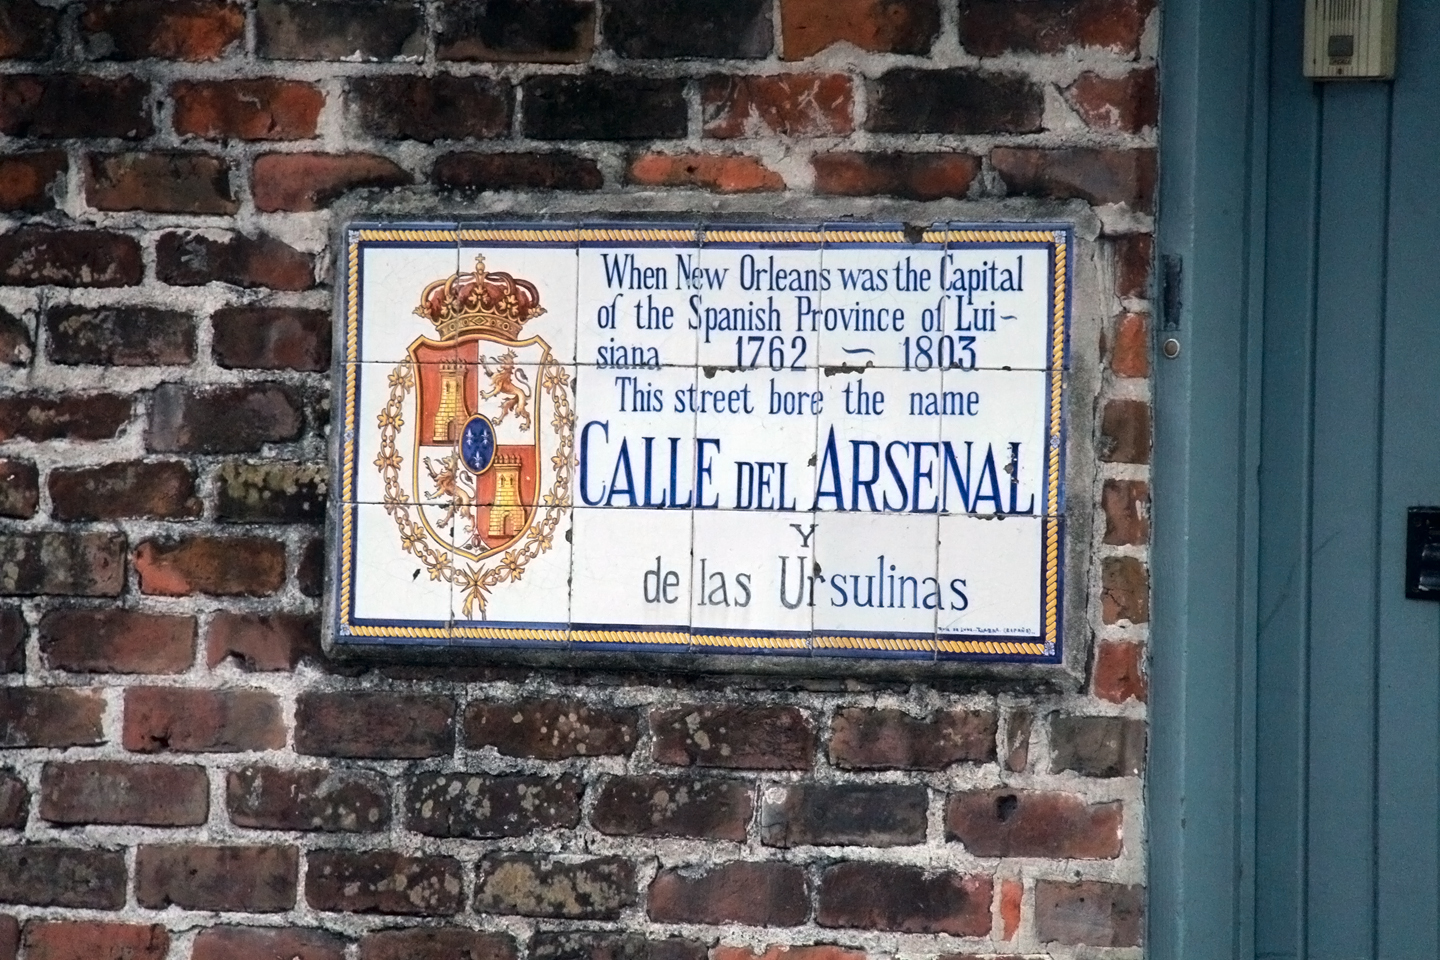 When New Orleans was the Capital
of the Spanish Province of Lui~
siana 1762 ~ 1803
This street bore the name
CALLE DEL ARSENAL
Y
de las Ursulinas